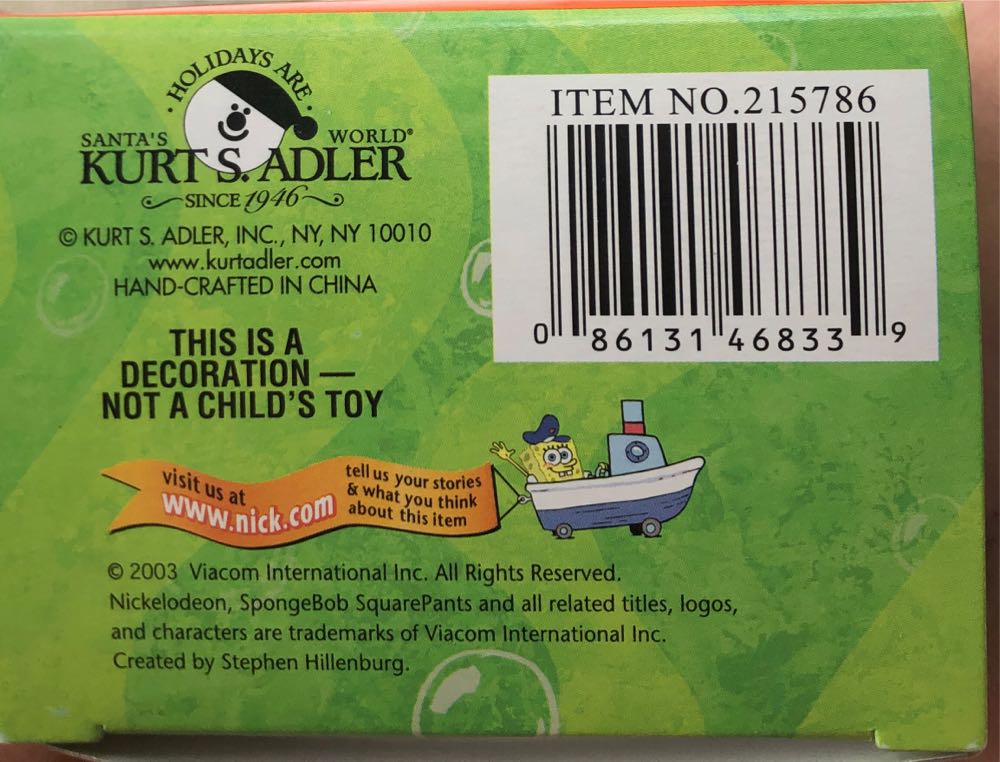 HOLIDAYS ARE
SANTA'S WORLD®
KURT S. ADLER
SINCE 1946
© KURT S. ADLER, INC., NY, NY 10010
www.kurtadler.com
HAND-CRAFTED IN CHINA
THIS IS A
DECORATION —
NOT A CHILD'S TOY
ITEM NO.215786
0 86131 46833 9
visit us at
www.nick.com
tell us your stories
& what you think
about this item
© 2003 Viacom International Inc. All Rights Reserved.
Nickelodeon, SpongeBob SquarePants and all related titles, logos,
and characters are trademarks of Viacom International Inc.
Created by Stephen Hillenburg.